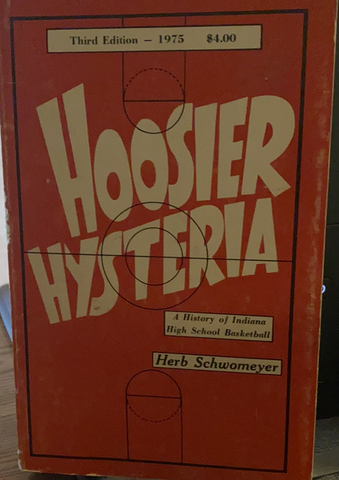 Third Edition – 1975 $4.00
HOOSIER
HYSTERIA
A History of Indiana
High School Basketball
Herb Schwomeyer